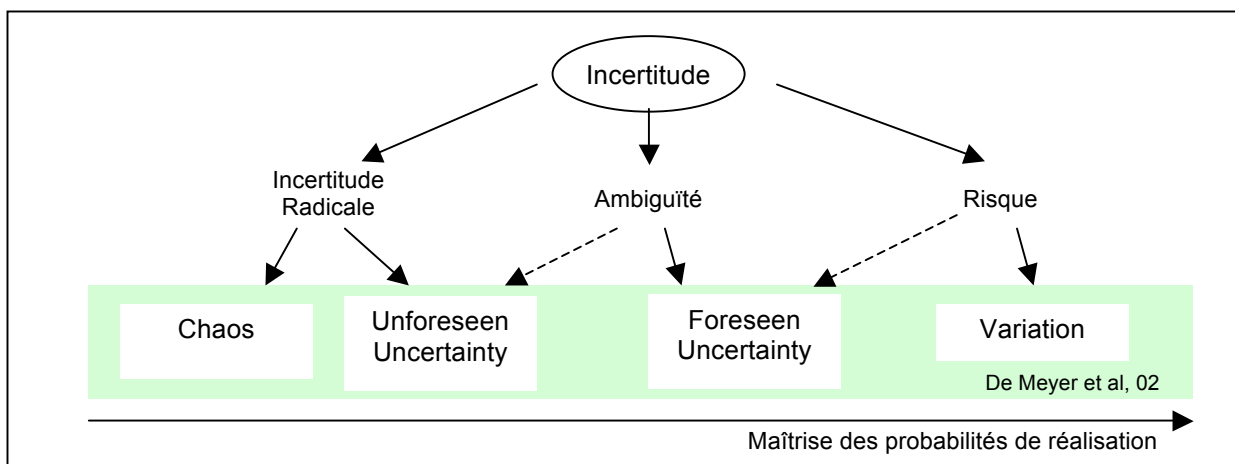 Incertitude
Incertitude
Radicale
Ambiguïté
Risque
Chaos
Unforeseen
Uncertainty
Foreseen
Uncertainty
Variation
De Meyer et al, 02
Maîtrise des probabilités de réalisation